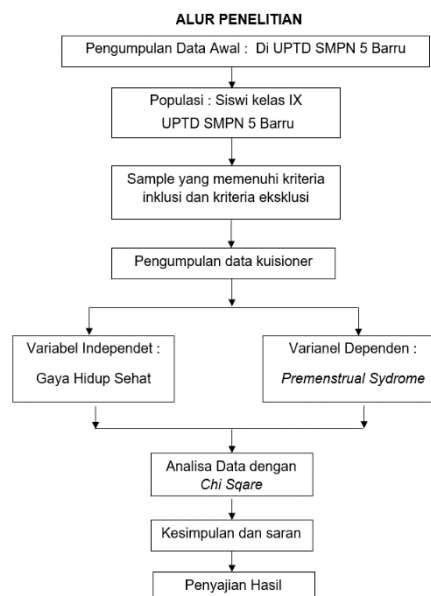 ALUR PENELITIAN
Pengumpulan Data Awal : Di UPTD SMPN 5 Barru
Populasi : Siswi kelas IX
UPTD SMPN 5 Barru
Sample yang memenuhi kriteria
inklusi dan kriteria eksklusi
Pengumpulan data kuisioner
Variabel Independet :
Gaya Hidup Sehat
Varianel Dependen :
Premenstrual Sydrome
Analisa Data dengan
Chi Sqare
Kesimpulan dan saran
Penyajian Hasil